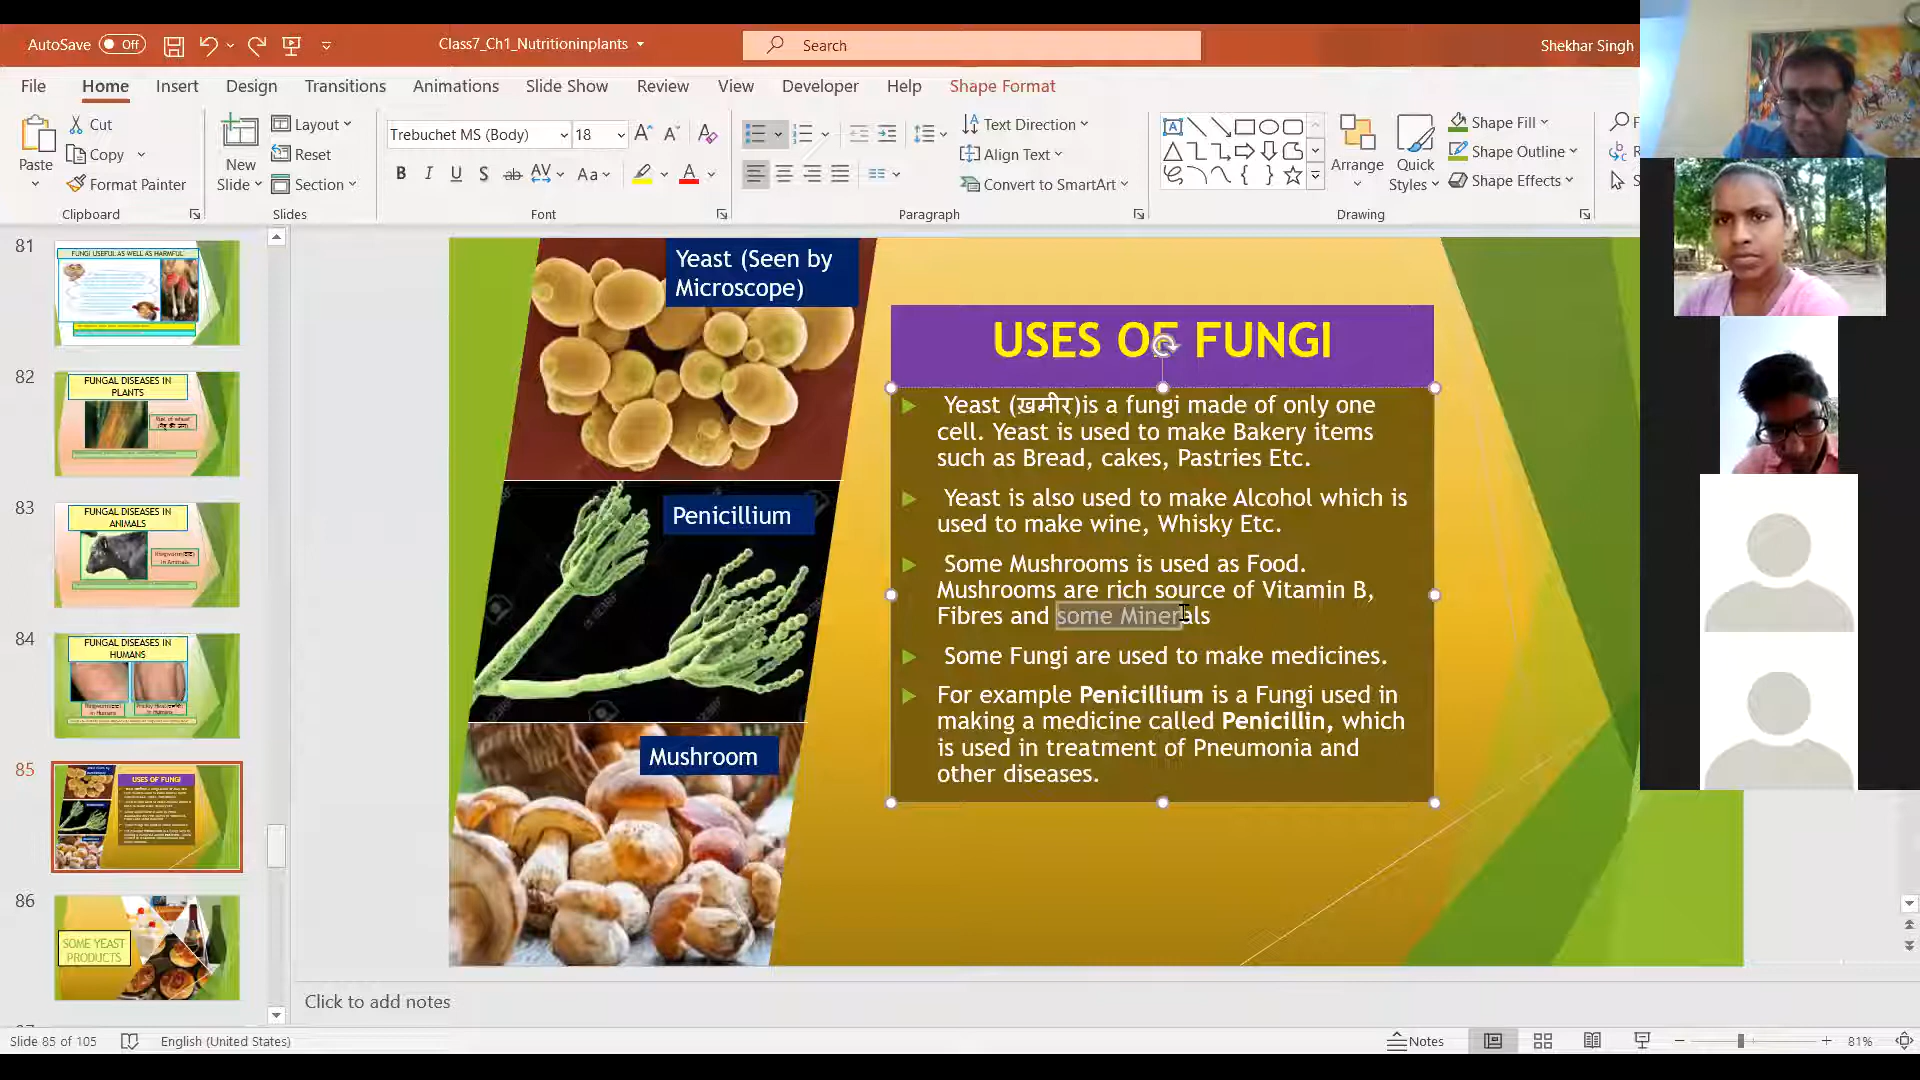 AutoSave Off
Class7_Ch1_Nutritioninplants
Search
Shekhar Singh
File Home Insert Design Transitions Animations Slide Show Review View Developer Help Shape Format
Paste
Cut
Copy
Format Painter
Clipboard
New Slide
Layout
Reset
Section
Slides
Trebuchet MS (Body) 18
Font
Text Direction
Align Text
Convert to SmartArt
Paragraph
Arrange
Quick Styles
Shape Fill
Shape Outline
Shape Effects
Drawing
81
FUNGI USEFUL AS WELL AS HARMFUL
82
FUNGAL DISEASES IN
PLANTS
83
FUNGAL DISEASES IN
ANIMALS
84
FUNGAL DISEASES IN
HUMANS
85
USES OF FUNGI
86
SOME YEAST
PRODUCTS
Yeast (Seen by
Microscope)
Penicillium
Mushroom
USES OF FUNGI
Yeast (ख़मीर)is a fungi made of only one
cell. Yeast is used to make Bakery items
such as Bread, cakes, Pastries Etc.
Yeast is also used to make Alcohol which is
used to make wine, Whisky Etc.
Some Mushrooms is used as Food.
Mushrooms are rich source of Vitamin B,
Fibres and some Minerals
Some Fungi are used to make medicines.
For example Penicillium is a Fungi used in
making a medicine called Penicillin, which
is used in treatment of Pneumonia and
other diseases.
Click to add notes
Slide 85 of 105
English (United States)
Notes
81%